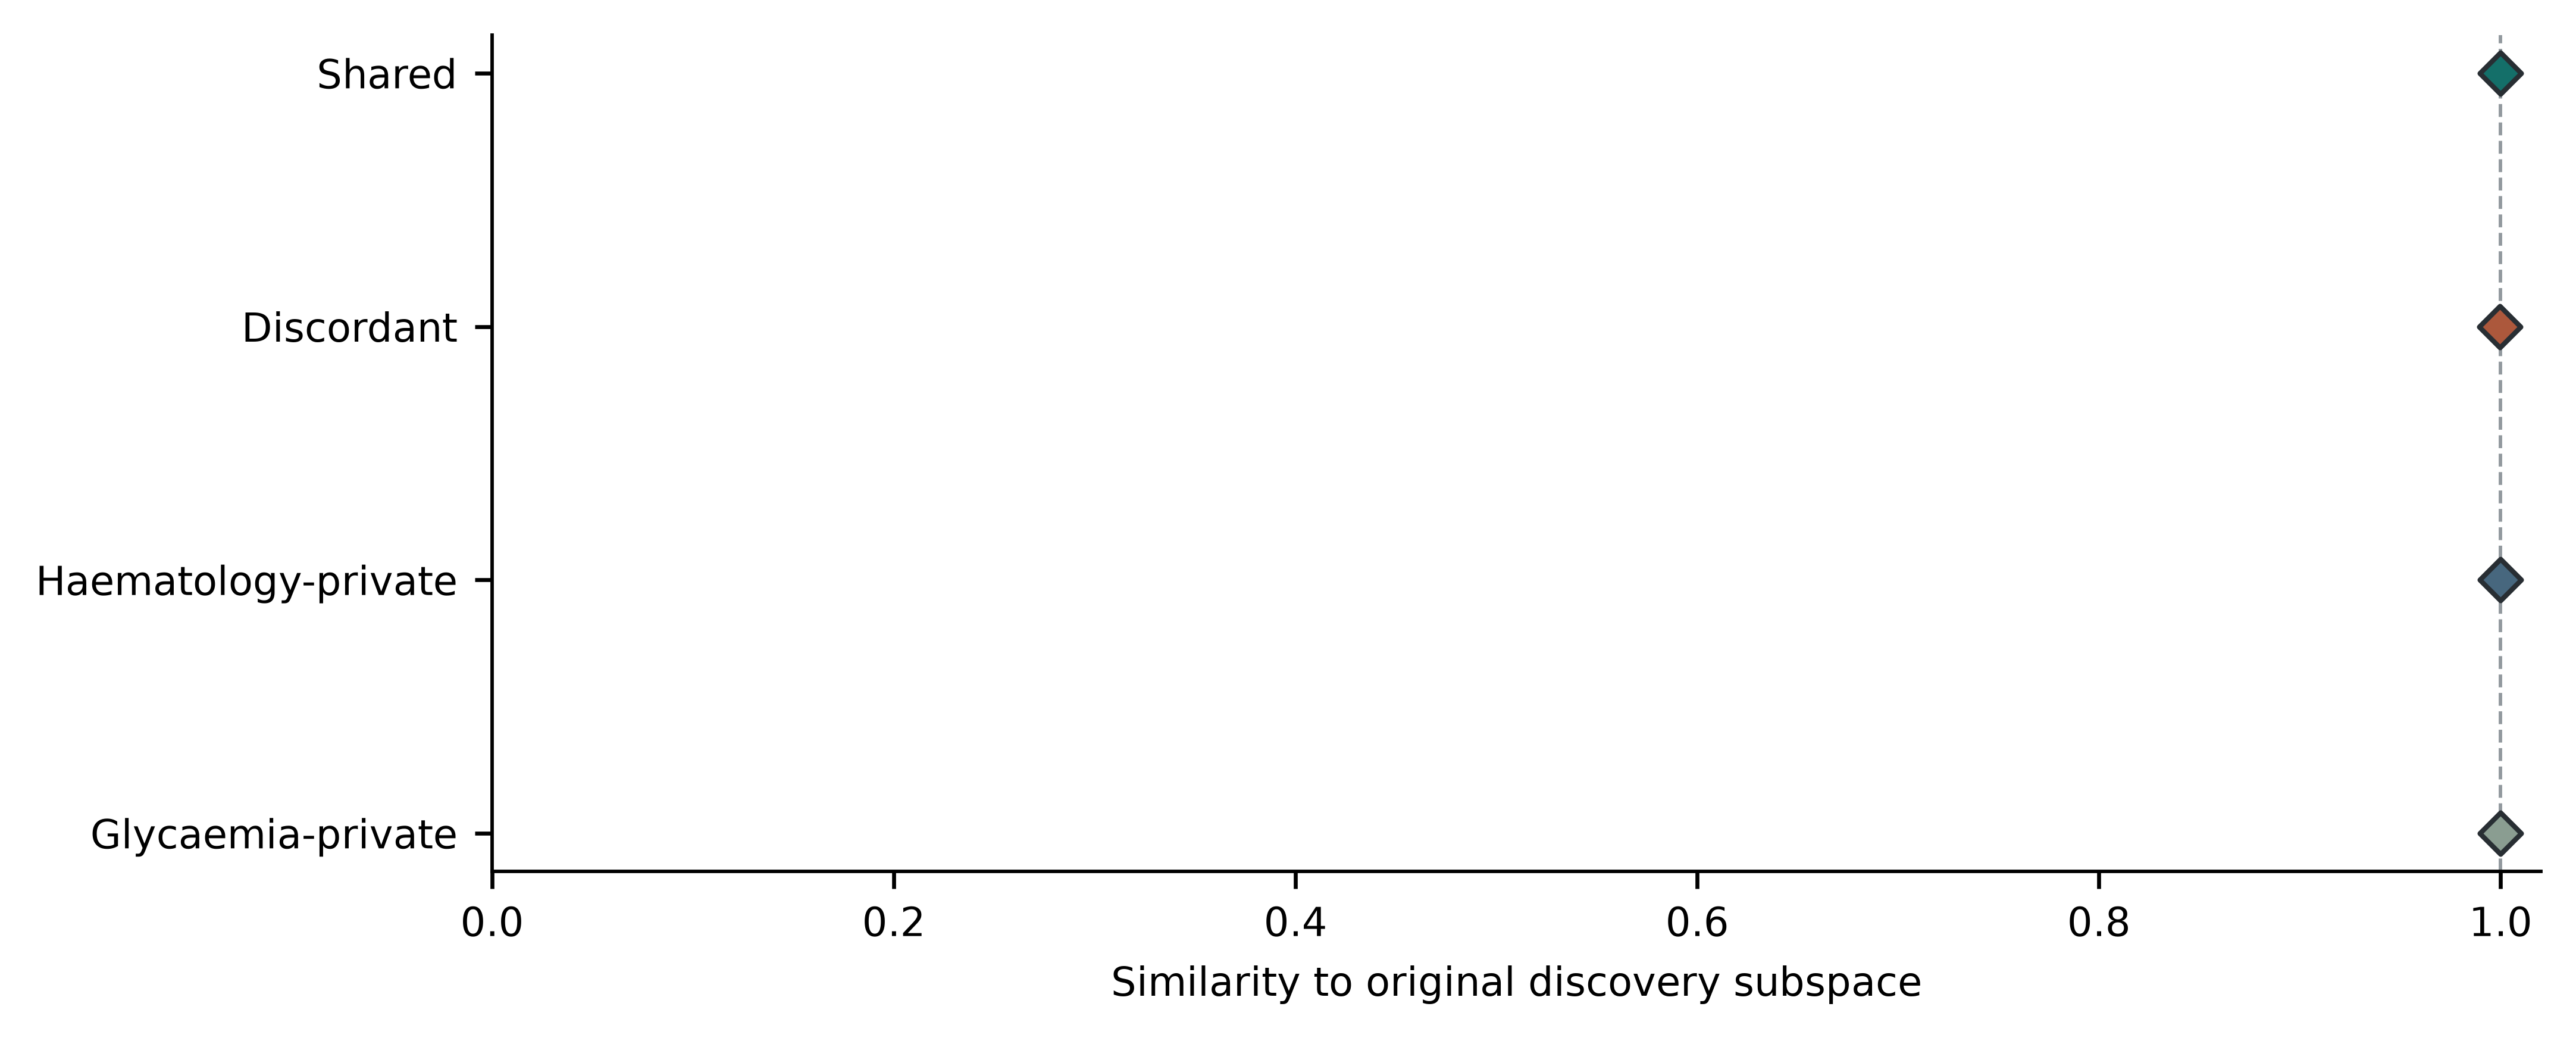 Shared
Discordant
Haematology-private
Glycaemia-private
0.0 0.2 0.4 0.6 0.8 1.0
Similarity to original discovery subspace